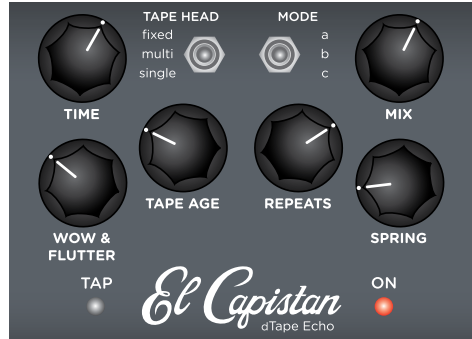 TAPE HEAD
fixed
multi
single
MODE
a
b
c
TIME
MIX
TAPE AGE
REPEATS
WOW &
FLUTTER
SPRING
TAP
El Capistan
dTape Echo
ON